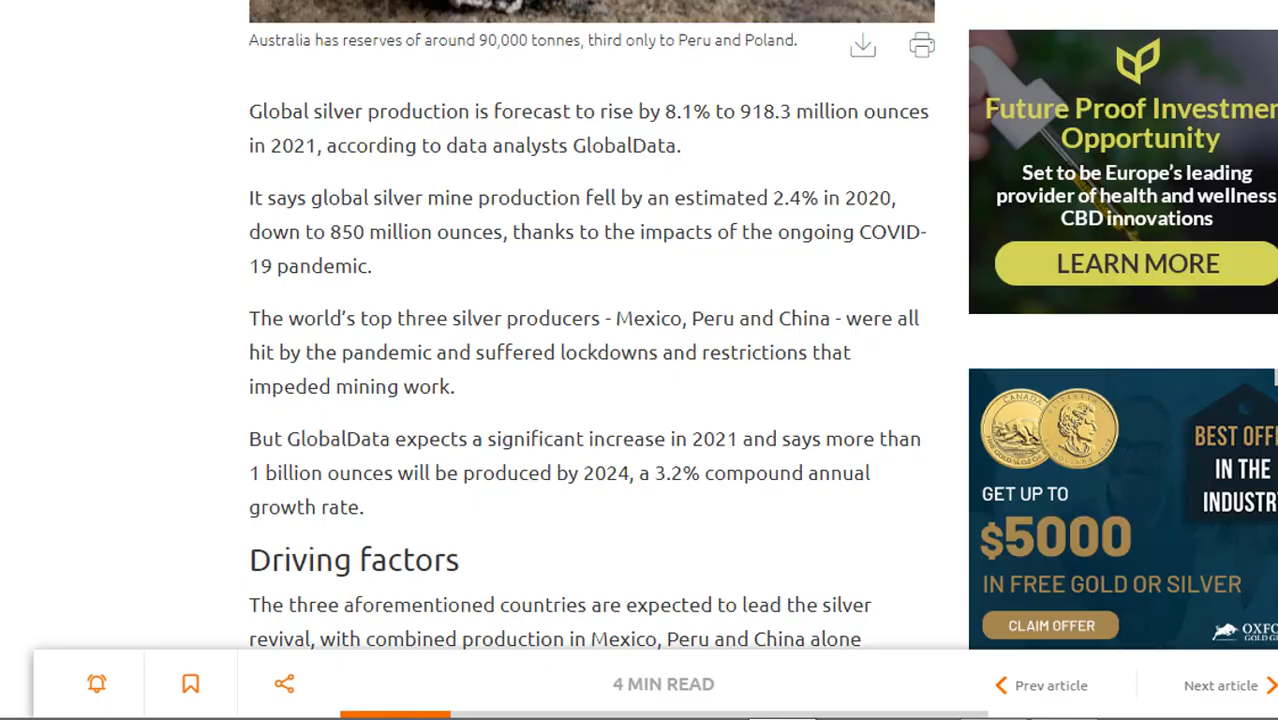 Australia has reserves of around 90,000 tonnes, third only to Peru and Poland.
Global silver production is forecast to rise by 8.1% to 918.3 million ounces
in 2021, according to data analysts GlobalData.
It says global silver mine production fell by an estimated 2.4% in 2020,
down to 850 million ounces, thanks to the impacts of the ongoing COVID-
19 pandemic.
The world's top three silver producers - Mexico, Peru and China - were all
hit by the pandemic and suffered lockdowns and restrictions that
impeded mining work.
But GlobalData expects a significant increase in 2021 and says more than
1 billion ounces will be produced by 2024, a 3.2% compound annual
growth rate.
Driving factors
The three aforementioned countries are expected to lead the silver
revival, with combined production in Mexico, Peru and China alone
4 MIN READ
Prev article
Next article
Future Proof Investmen
Opportunity
Set to be Europe's leading
provider of health and wellness
CBD innovations
LEARN MORE
CANADA
BEST OFF
IN THE
INDUSTR
GET UP TO
$5000
IN FREE GOLD OR SILVER
CLAIM OFFER
OXFO
GOLD G